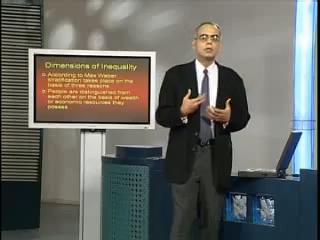 Dimensions of Inequality
According to Max Weber
stratification takes place on the
basis of three reasons
People are distinguished from
each other on the basis of wealth
or economic resources they
posses